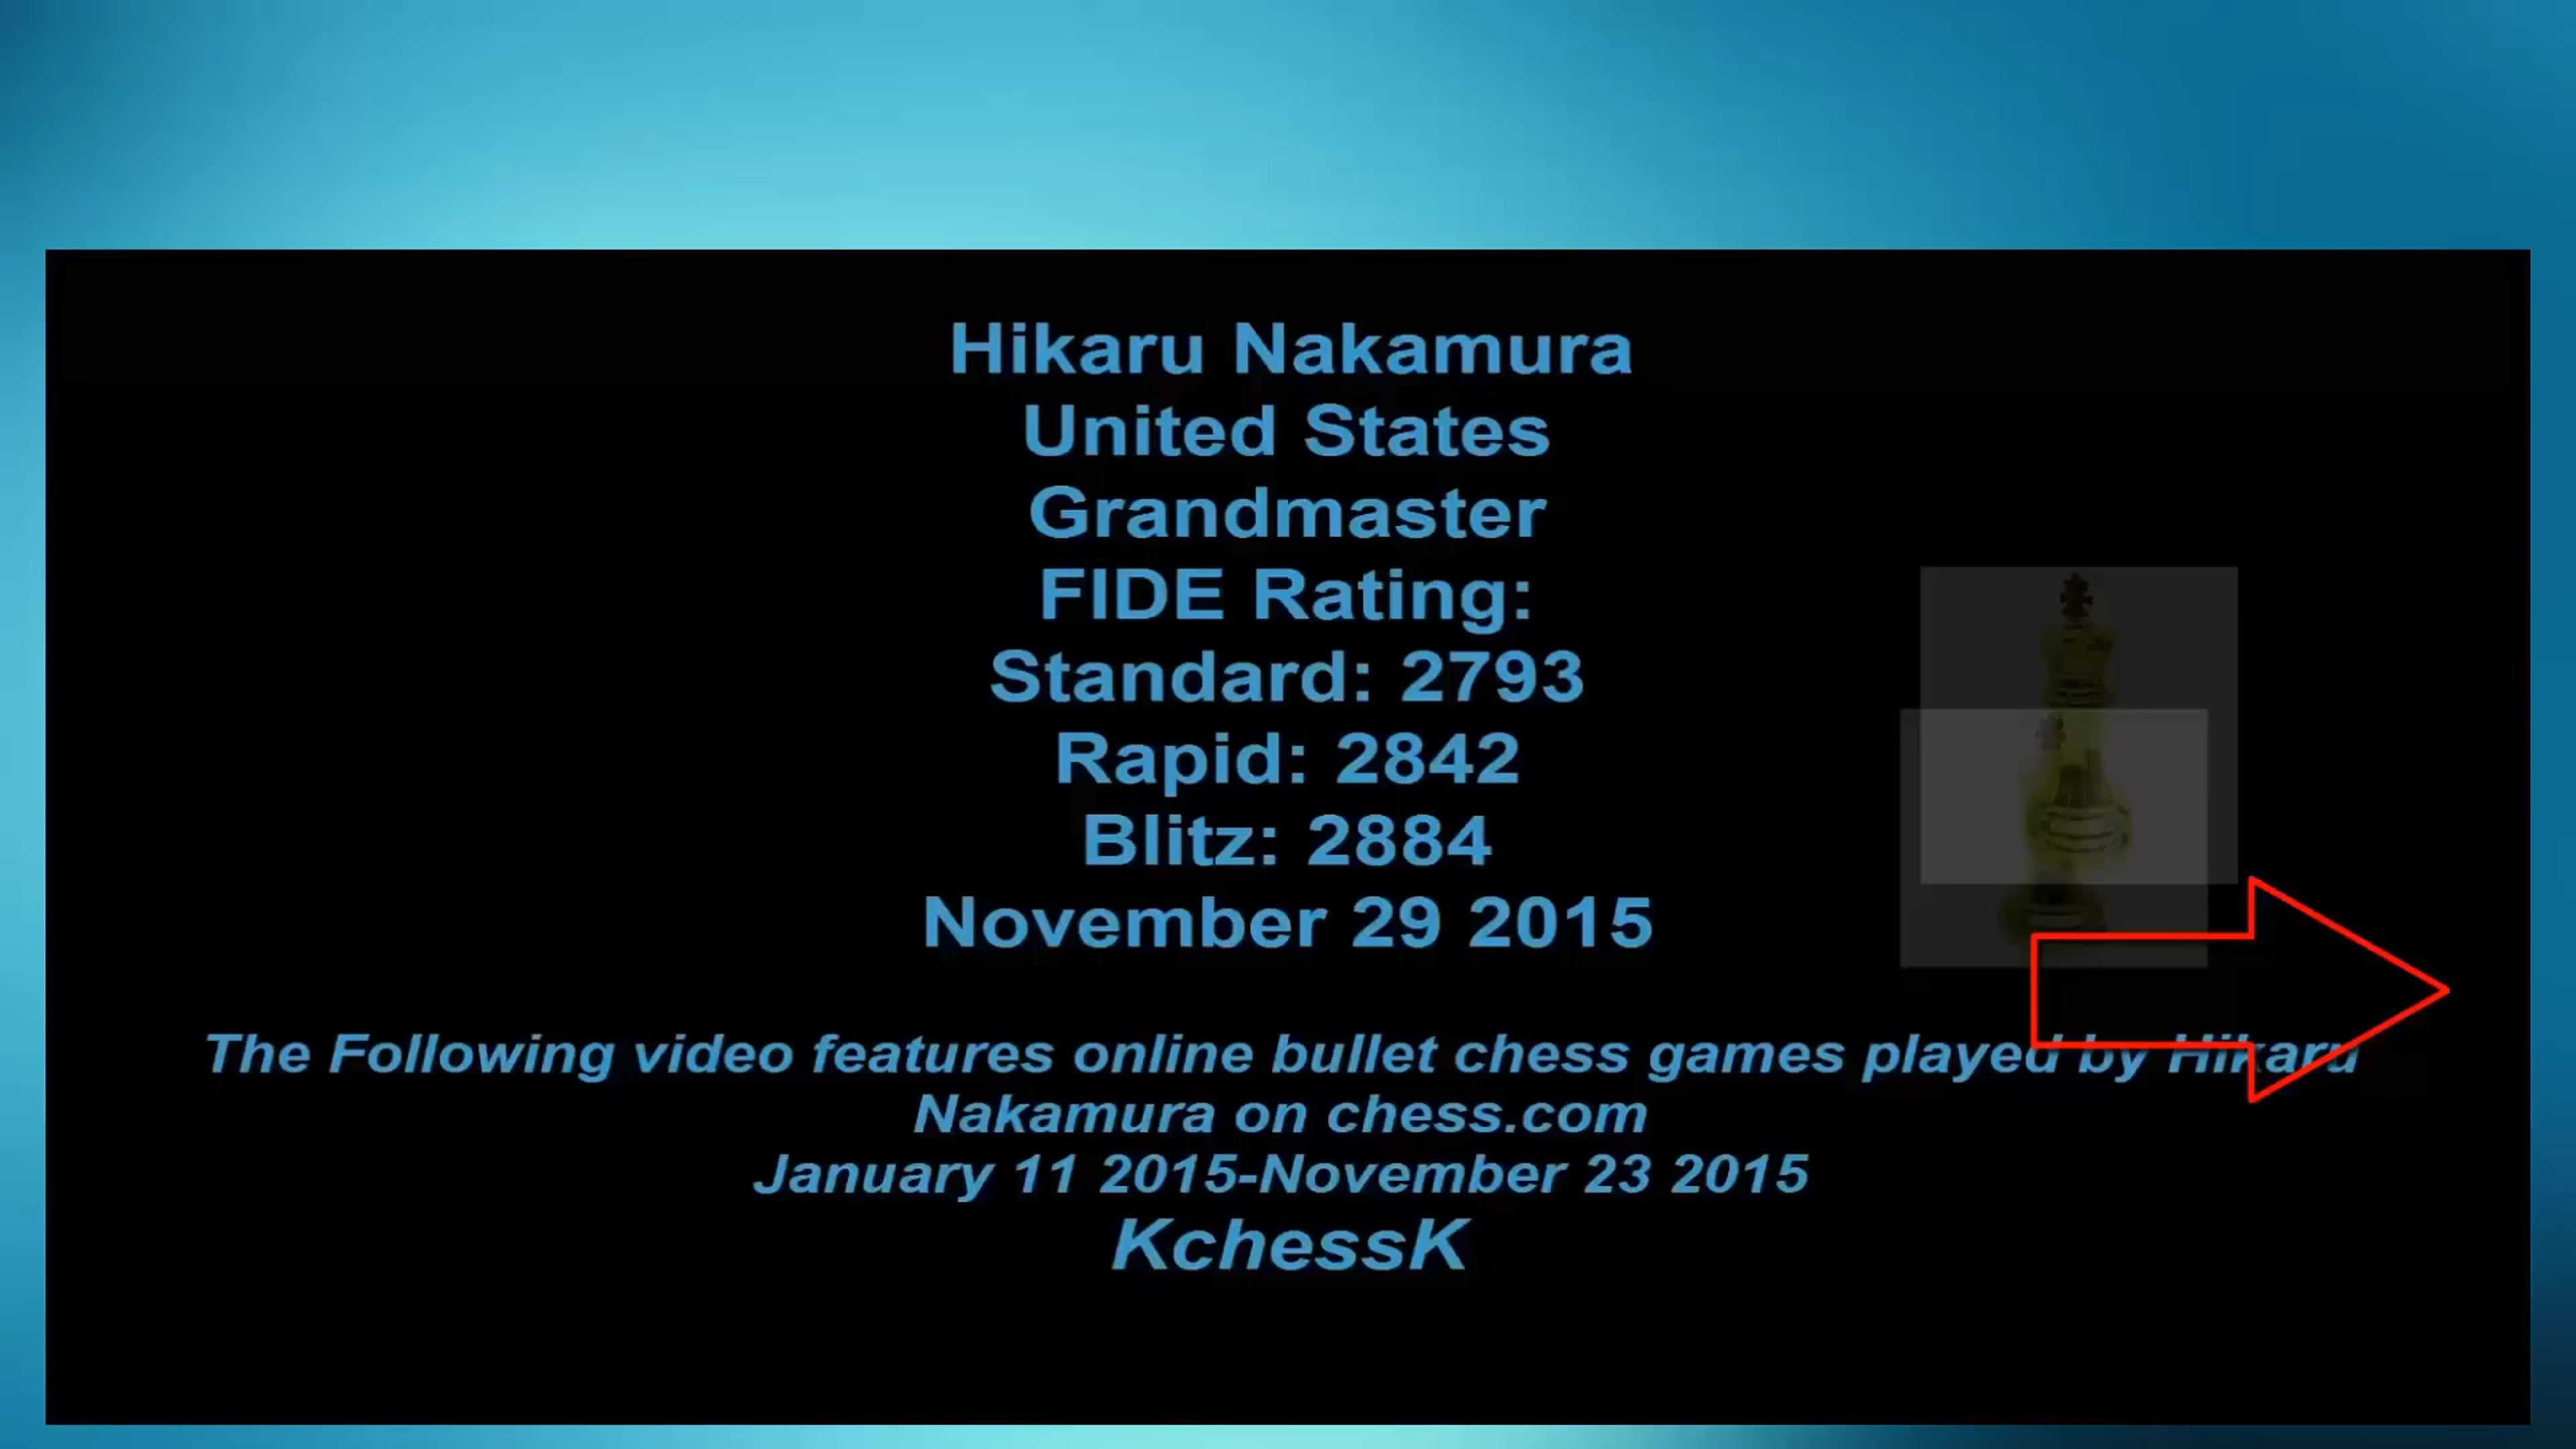 Hikaru Nakamura
United States
Grandmaster
FIDE Rating:
Standard: 2793
Rapid: 2842
Blitz: 2884
November 29 2015
The Following video features online bullet chess games played by Hikaru
Nakamura on chess.com
January 11 2015-November 23 2015
KchessK